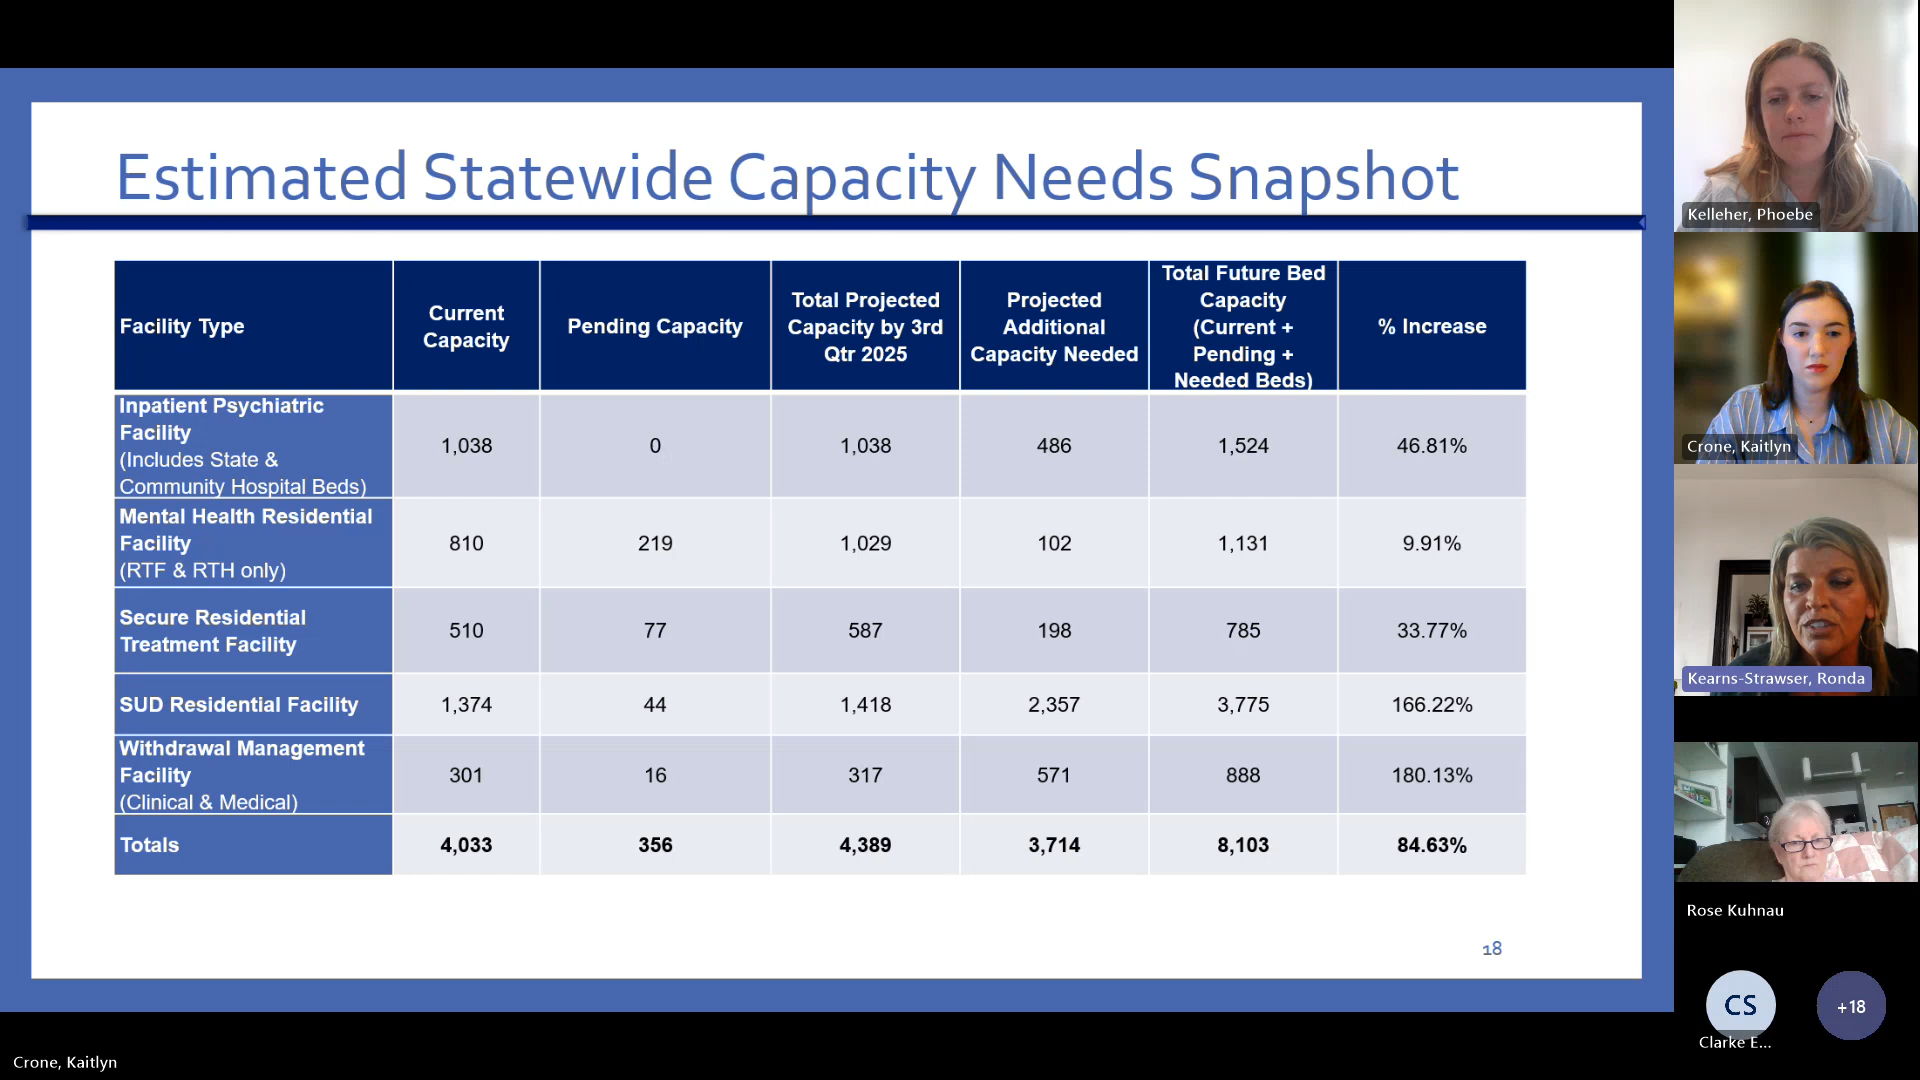 Estimated Statewide Capacity Needs Snapshot
Facility Type
Current
Capacity
Pending Capacity
Total Projected
Capacity by 3rd
Qtr 2025
Projected
Additional
Capacity Needed
Total Future Bed
Capacity
(Current +
Pending +
Needed Beds)
% Increase
Inpatient Psychiatric
Facility
(Includes State &
Community Hospital Beds)
1,038
0
1,038
486
1,524
46.81%
Mental Health Residential
Facility
(RTF & RTH only)
810
219
1,029
102
1,131
9.91%
Secure Residential
Treatment Facility
510
77
587
198
785
33.77%
SUD Residential Facility
1,374
44
1,418
2,357
3,775
166.22%
Withdrawal Management
Facility
(Clinical & Medical)
301
16
317
571
888
180.13%
Totals
4,033
356
4,389
3,714
8,103
84.63%
18
Kelleher, Phoebe
Crone, Kaitlyn
Kearns-Strawser, Ronda
Rose Kuhnau
CS
Clarke E...
+18
Crone, Kaitlyn